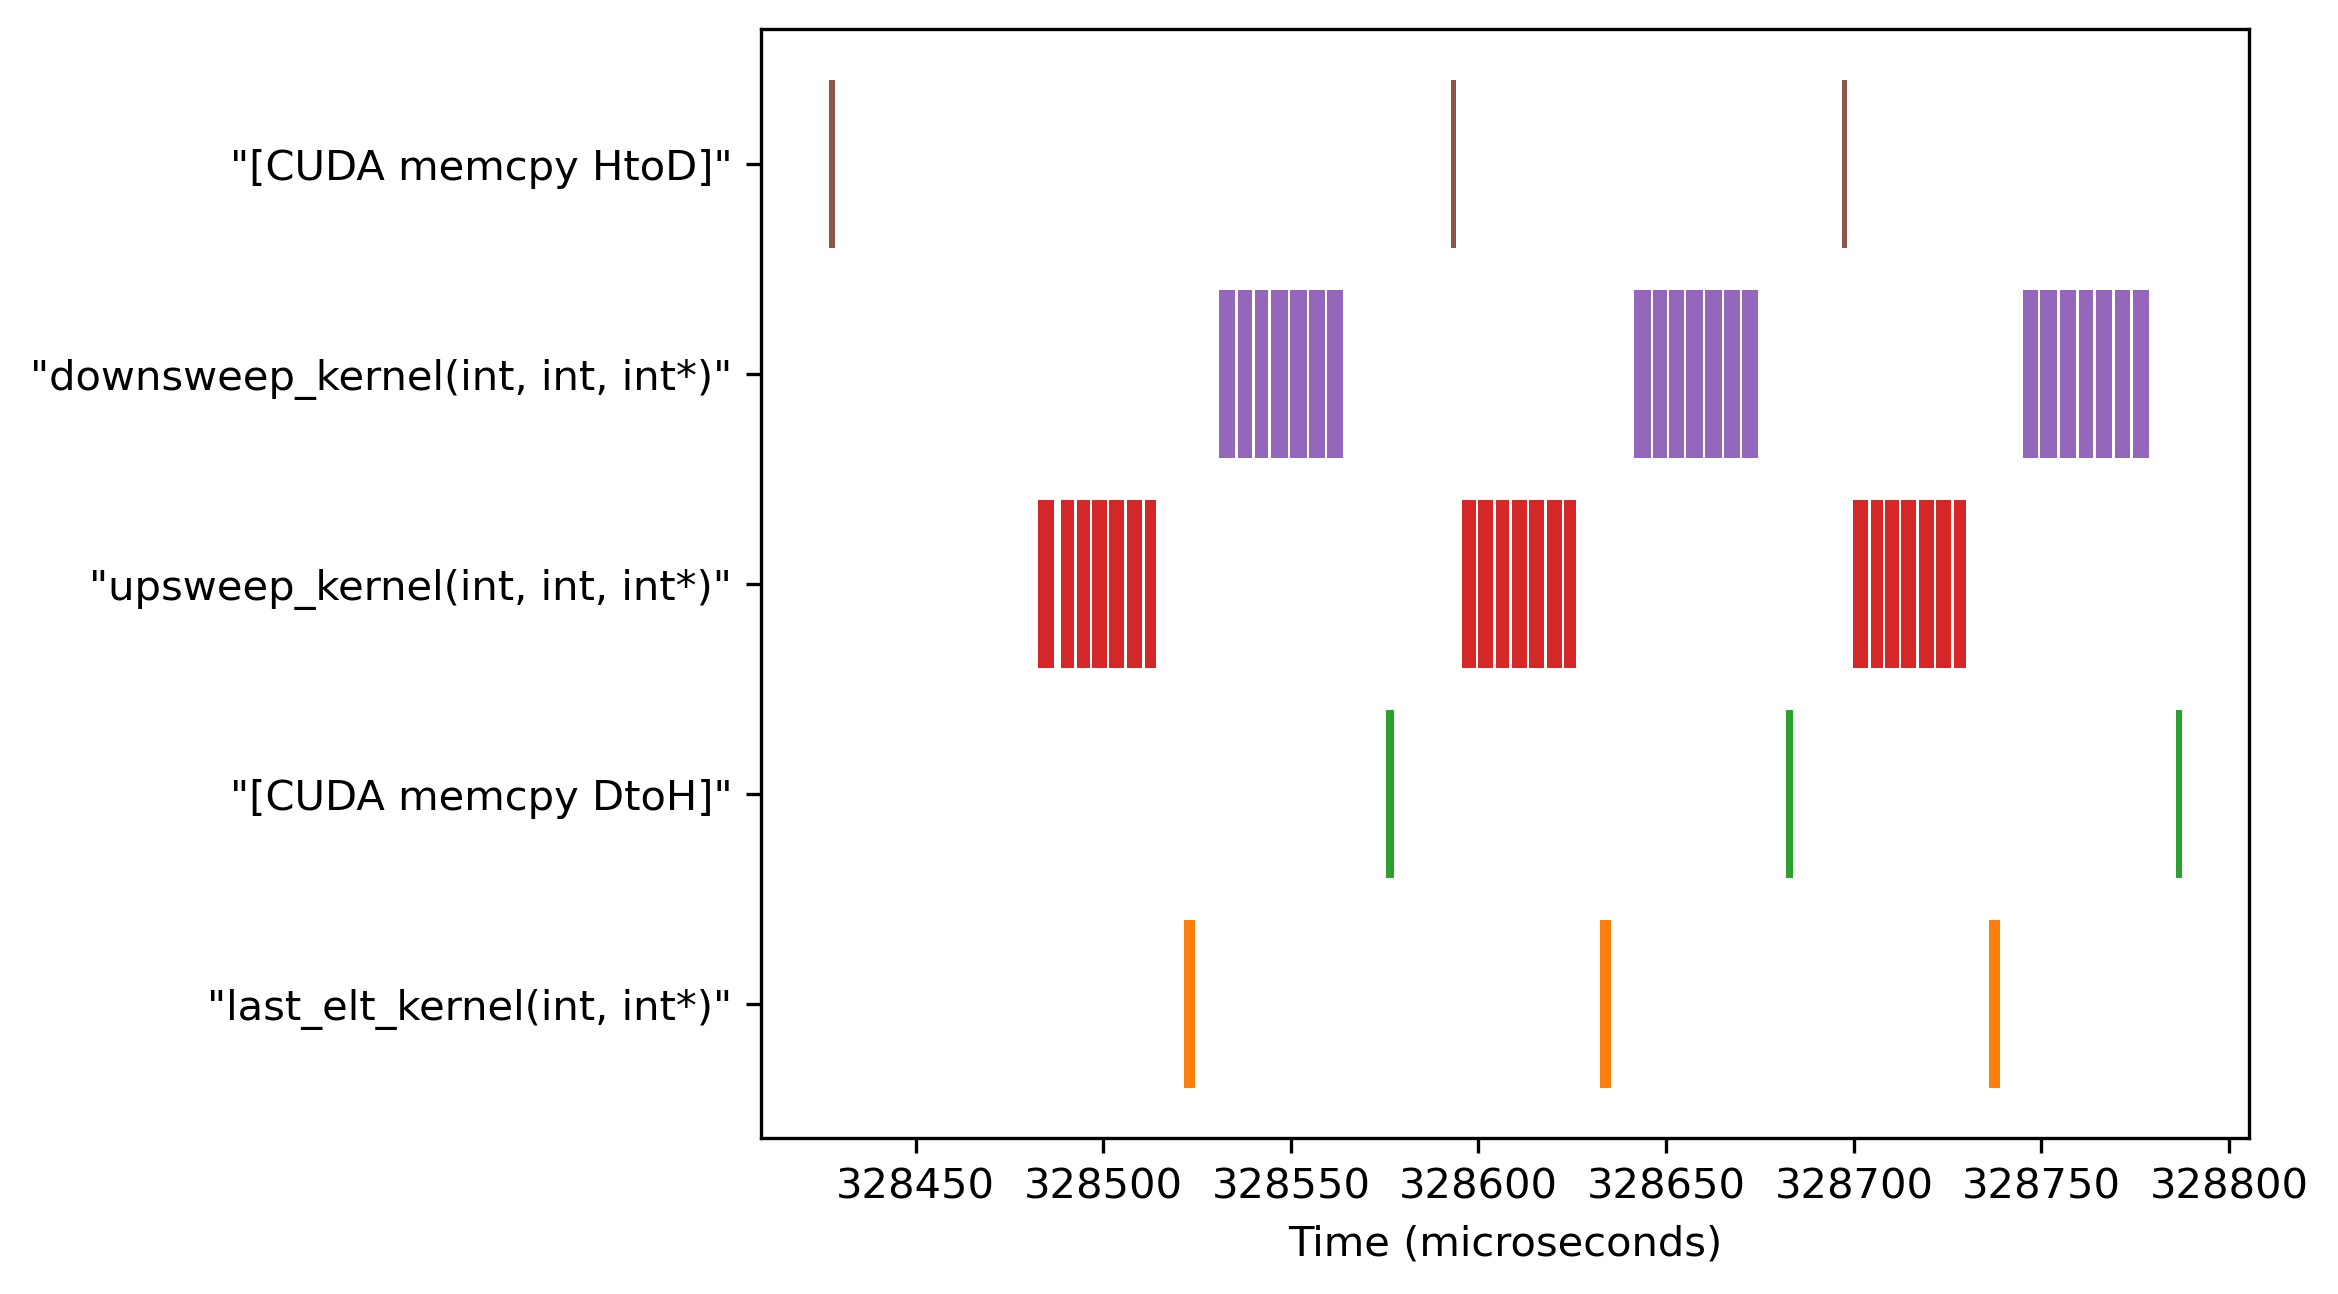 "[CUDA memcpy HtoD]"
"downsweep_kernel(int, int, int*)"
"upsweep_kernel(int, int, int*)"
"[CUDA memcpy DtoH]"
"last_elt_kernel(int, int*)"
328450 328500 328550 328600 328650 328700 328750 328800
Time (microseconds)